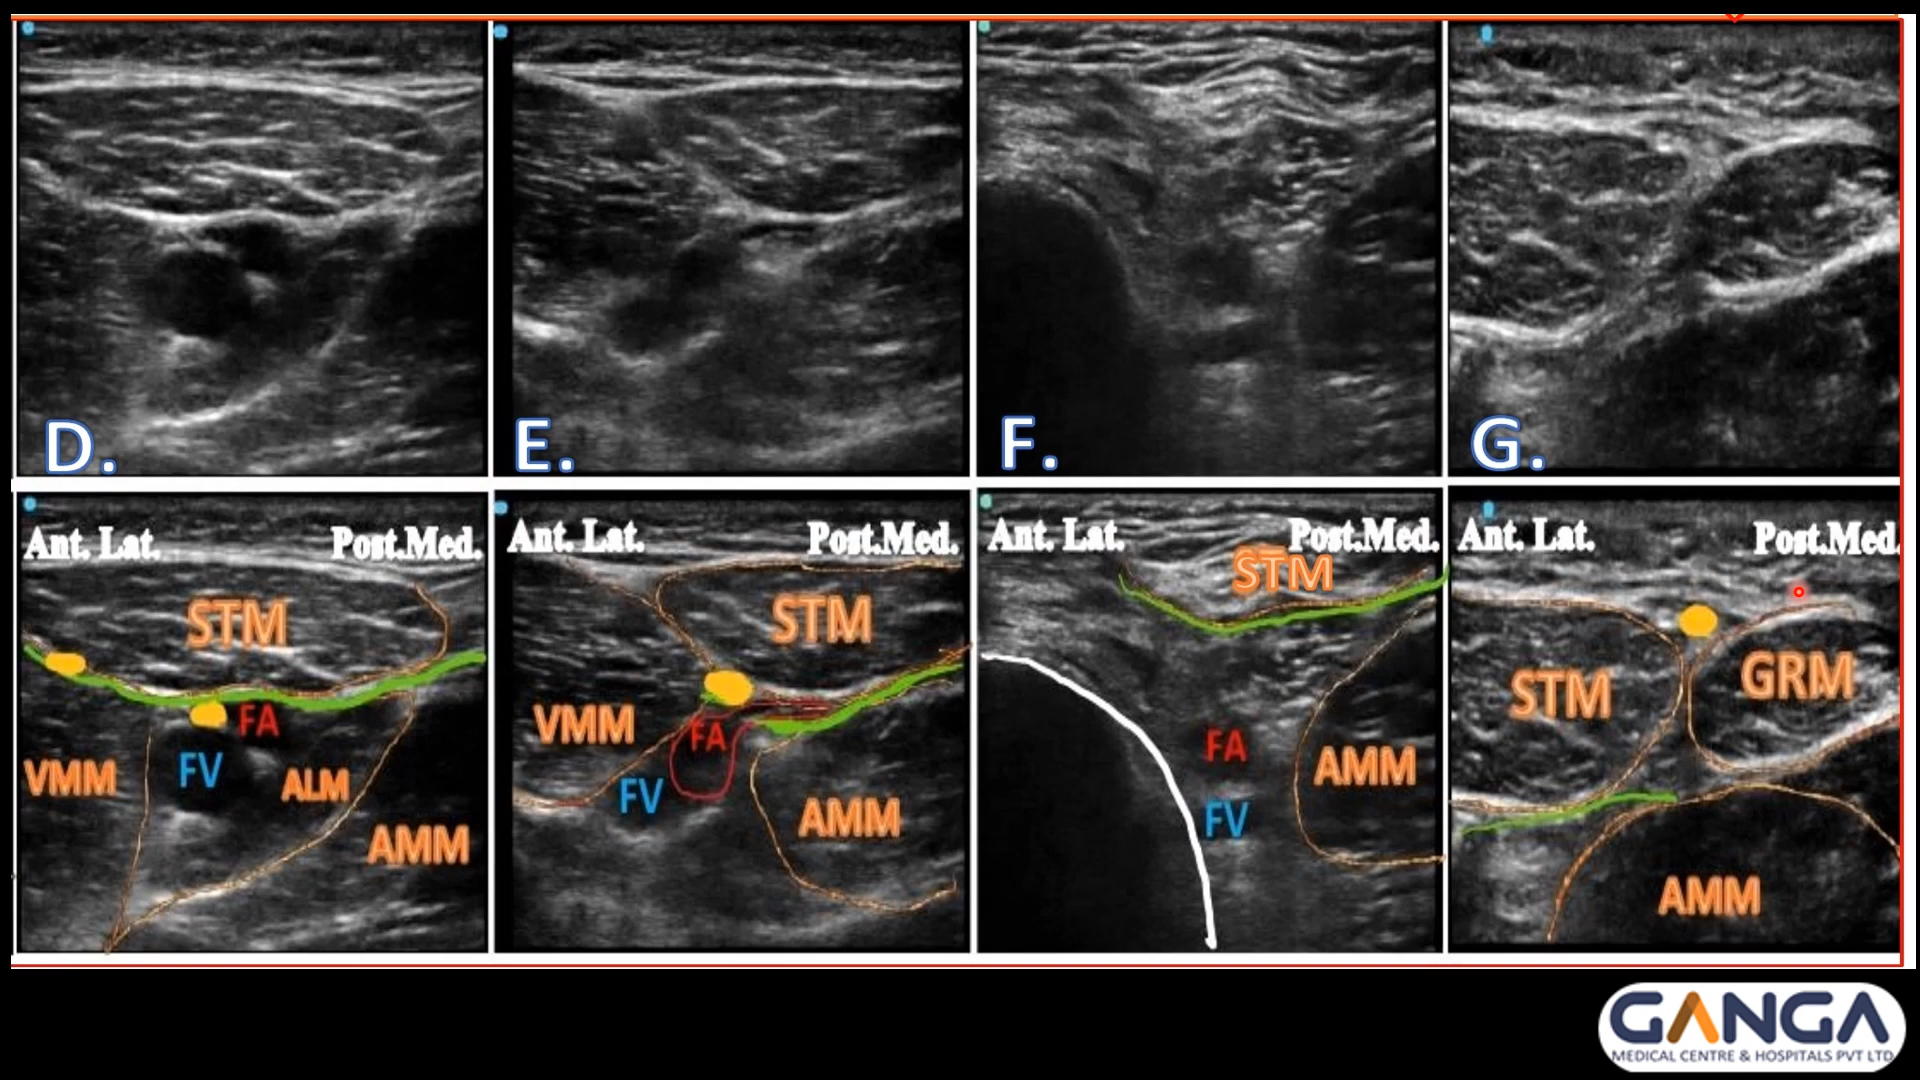 D.
E.
F.
G.
Ant. Lat.
Post.Med.
STM
FA
FV
VMM
ALM
AMM
Ant. Lat.
Post.Med.
STM
VMM
FA
FV
AMM
Ant. Lat.
Post.Med.
STM
FA
AMM
FV
Ant. Lat.
Post.Med.
STM
GRM
AMM
GANGA
MEDICAL CENTRE & HOSPITALS PVT LTD